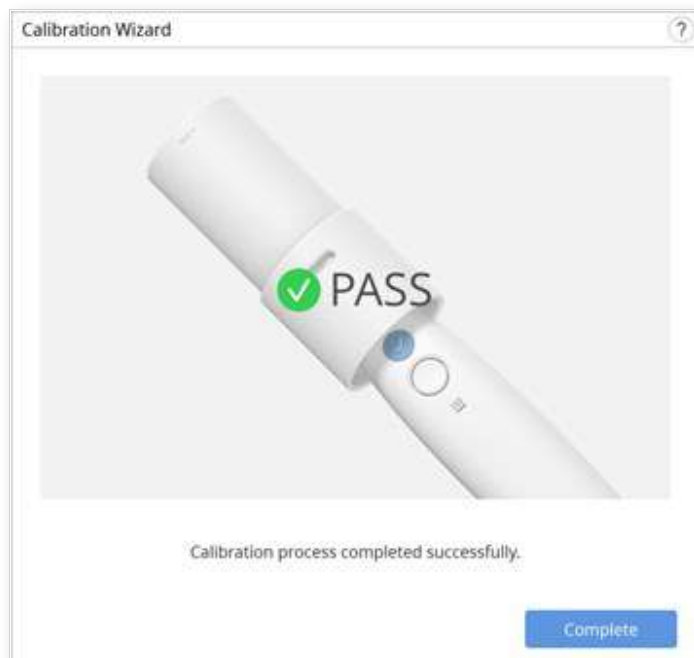 Calibration Wizard
?
PASS
Calibration process completed successfully.
Complete